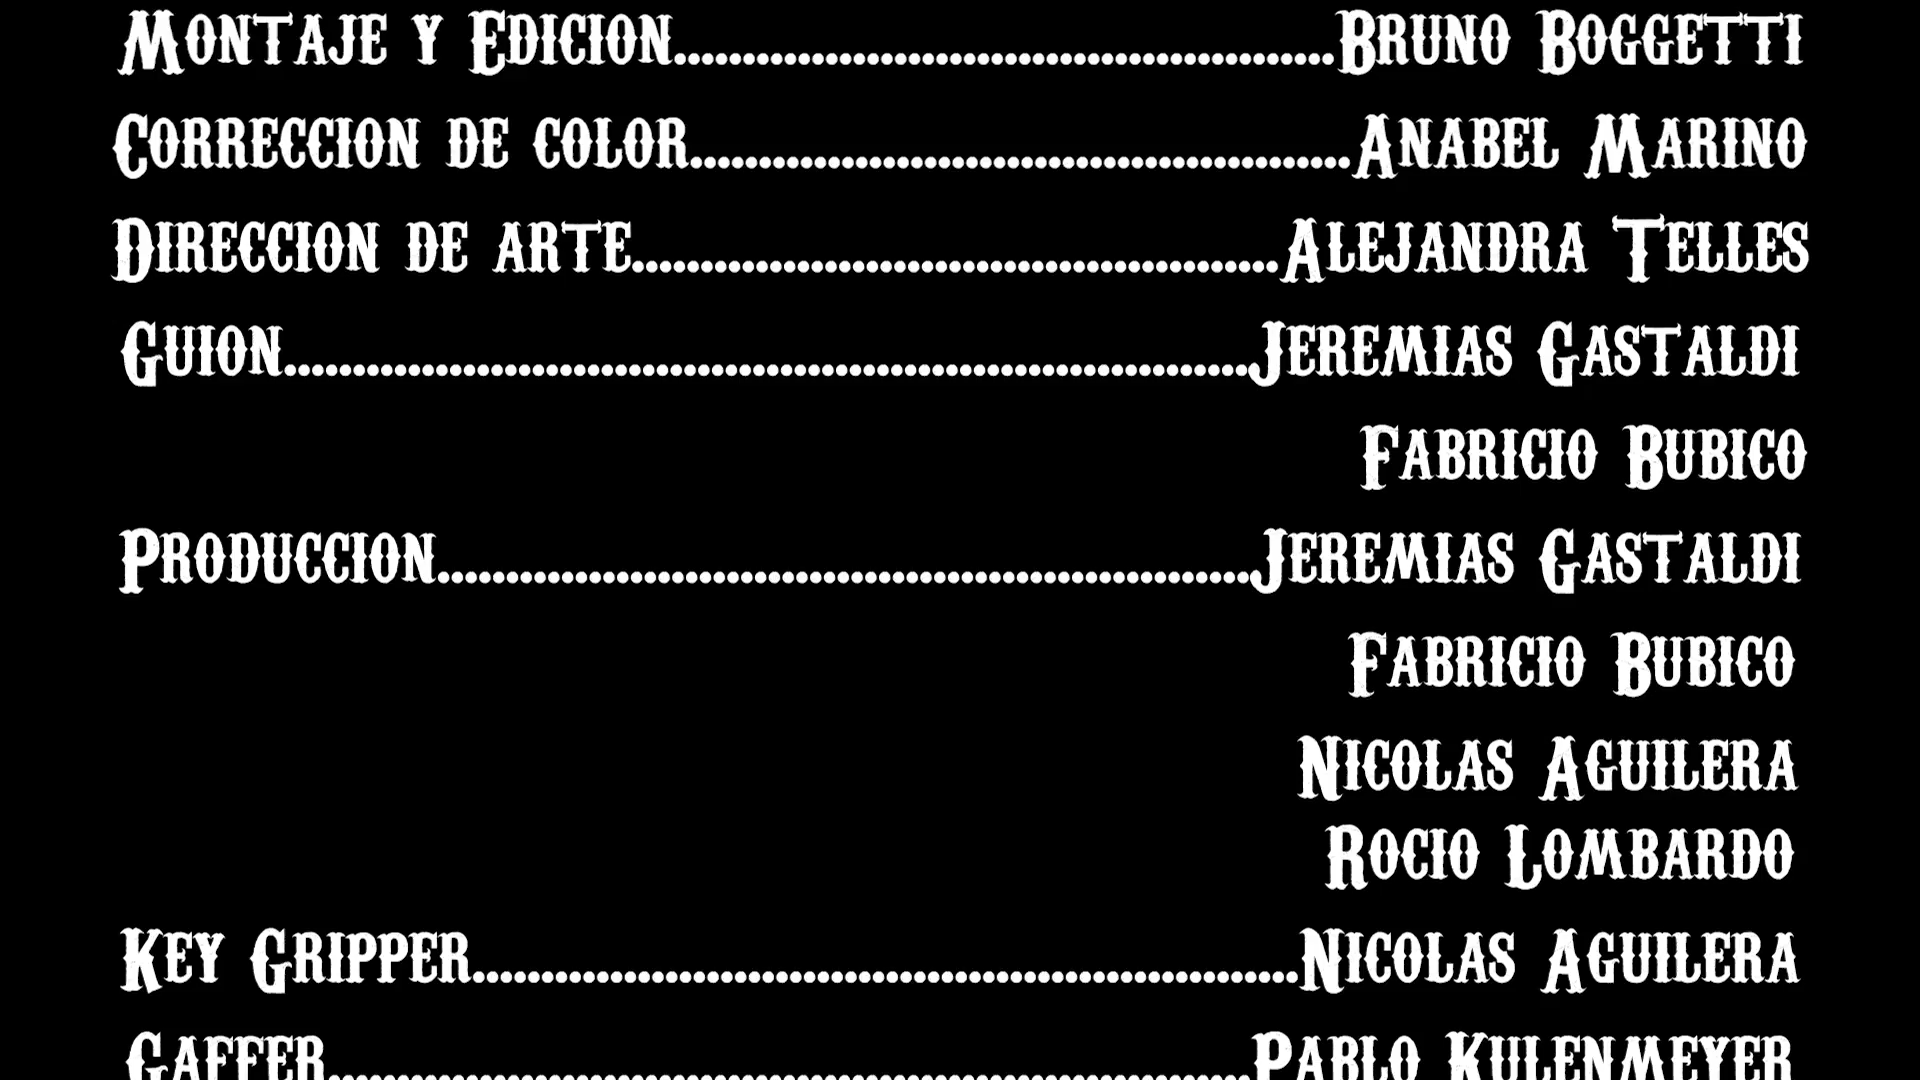 Montaje y Edicion................................................Bruno Boggetti
Correccion de color................................................Anabel Marino
Direccion de arte...............................................Alejandra Telles
Guion......................................................................Jeremias Gastaldi
Fabricio Bubico
Produccion...........................................................Jeremias Gastaldi
Fabricio Bubico
Nicolas Aguilera
Rocio Lombardo
Key Gripper............................................................Nicolas Aguilera
Gaffer...................................................................Pablo Kulenmeyer